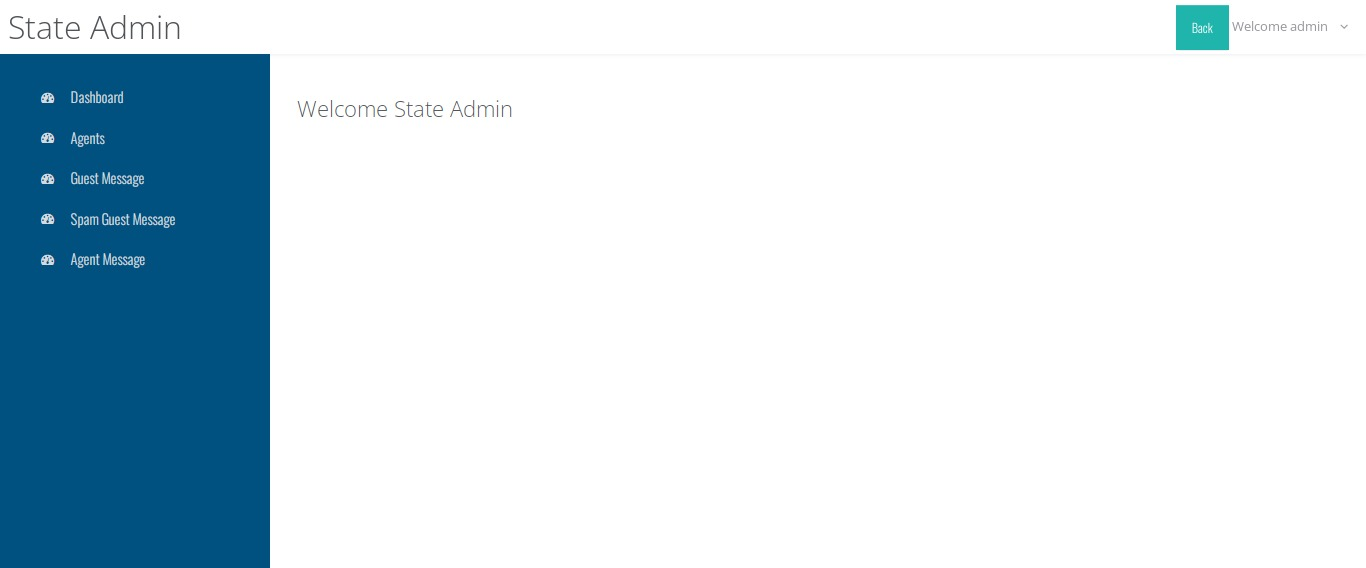 State Admin
Back
Welcome admin
Dashboard
Agents
Guest Message
Spam Guest Message
Agent Message
Welcome State Admin